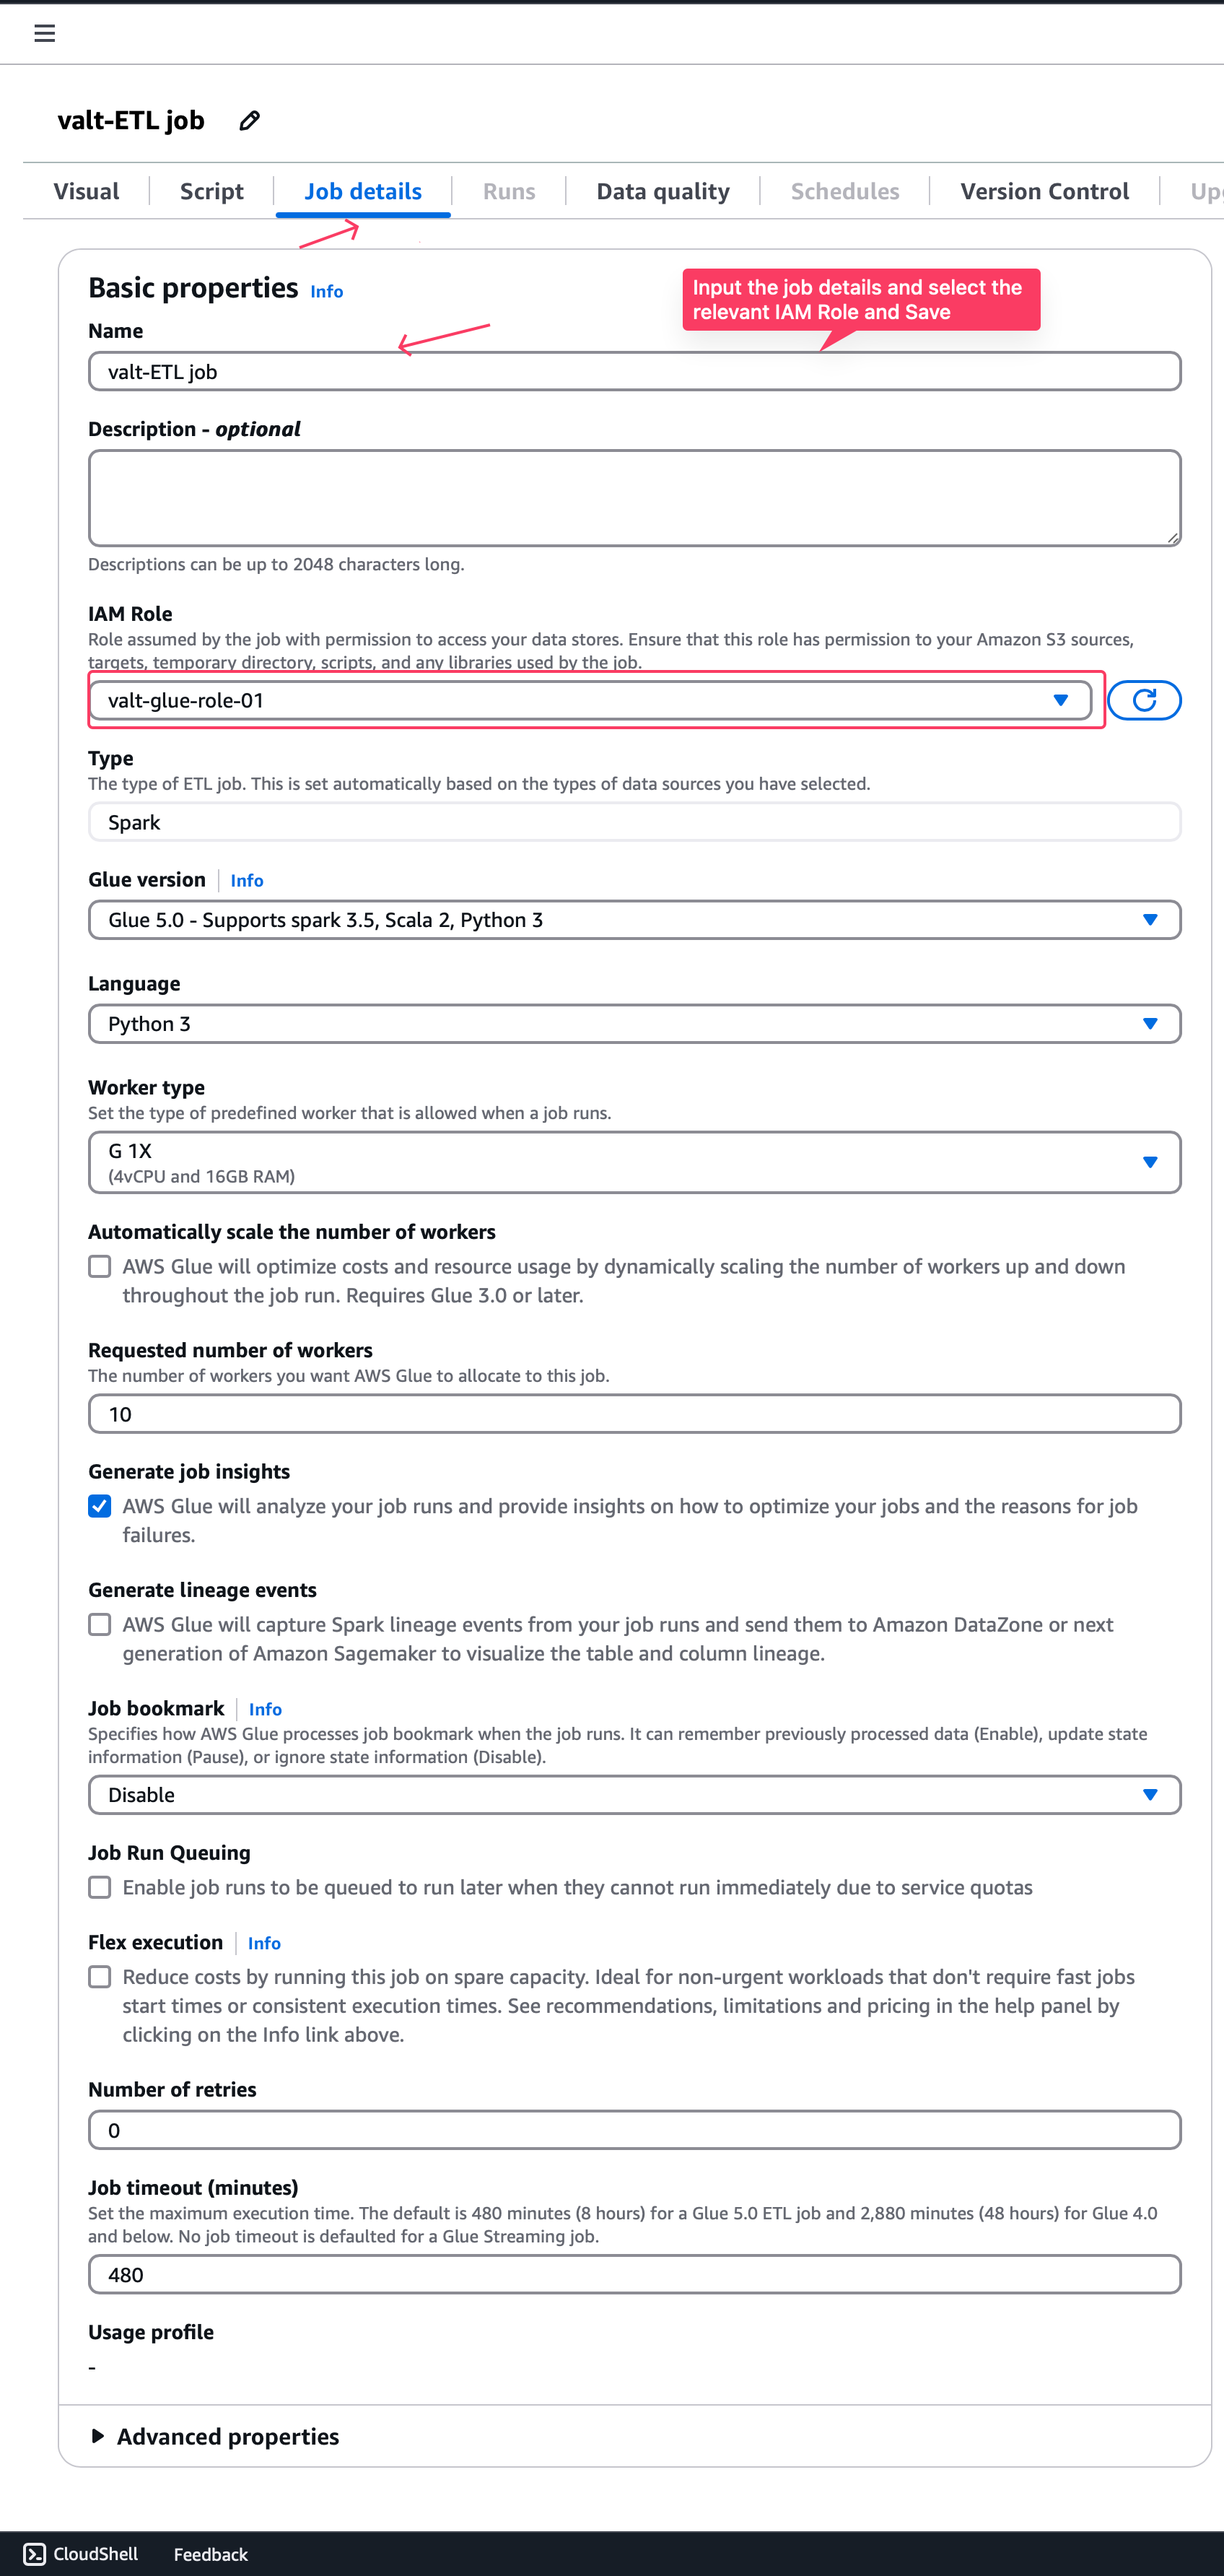 valt-ETL job
Visual
Script
Job details
Runs
Data quality
Schedules
Version Control
Basic properties Info
Input the job details and select the
relevant IAM Role and Save
Name
valt-ETL job
Description - optional
Descriptions can be up to 2048 characters long.
IAM Role
Role assumed by the job with permission to access your data stores. Ensure that this role has permission to your Amazon S3 sources,
targets, temporary directory, scripts, and any libraries used by the job.
valt-glue-role-01
Type
The type of ETL job. This is set automatically based on the types of data sources you have selected.
Spark
Glue version Info
Glue 5.0 - Supports spark 3.5, Scala 2, Python 3
Language
Python 3
Worker type
Set the type of predefined worker that is allowed when a job runs.
G 1X
(4vCPU and 16GB RAM)
Automatically scale the number of workers
AWS Glue will optimize costs and resource usage by dynamically scaling the number of workers up and down
throughout the job run. Requires Glue 3.0 or later.
Requested number of workers
The number of workers you want AWS Glue to allocate to this job.
10
Generate job insights
AWS Glue will analyze your job runs and provide insights on how to optimize your jobs and the reasons for job
failures.
Generate lineage events
AWS Glue will capture Spark lineage events from your job runs and send them to Amazon DataZone or next
generation of Amazon Sagemaker to visualize the table and column lineage.
Job bookmark Info
Specifies how AWS Glue processes job bookmark when the job runs. It can remember previously processed data (Enable), update state
information (Pause), or ignore state information (Disable).
Disable
Job Run Queuing
Enable job runs to be queued to run later when they cannot run immediately due to service quotas
Flex execution Info
Reduce costs by running this job on spare capacity. Ideal for non-urgent workloads that don't require fast jobs
start times or consistent execution times. See recommendations, limitations and pricing in the help panel by
clicking on the Info link above.
Number of retries
0
Job timeout (minutes)
Set the maximum execution time. The default is 480 minutes (8 hours) for a Glue 5.0 ETL job and 2,880 minutes (48 hours) for Glue 4.0
and below. No job timeout is defaulted for a Glue Streaming job.
480
Usage profile
-
Advanced properties
CloudShell
Feedback